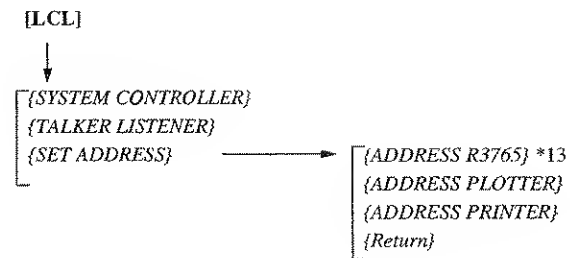 [LCL]
{SYSTEM CONTROLLER}
{TALKER LISTENER}
{SET ADDRESS}
{ADDRESS R3765} *13
{ADDRESS PLOTTER}
{ADDRESS PRINTER}
{Return}